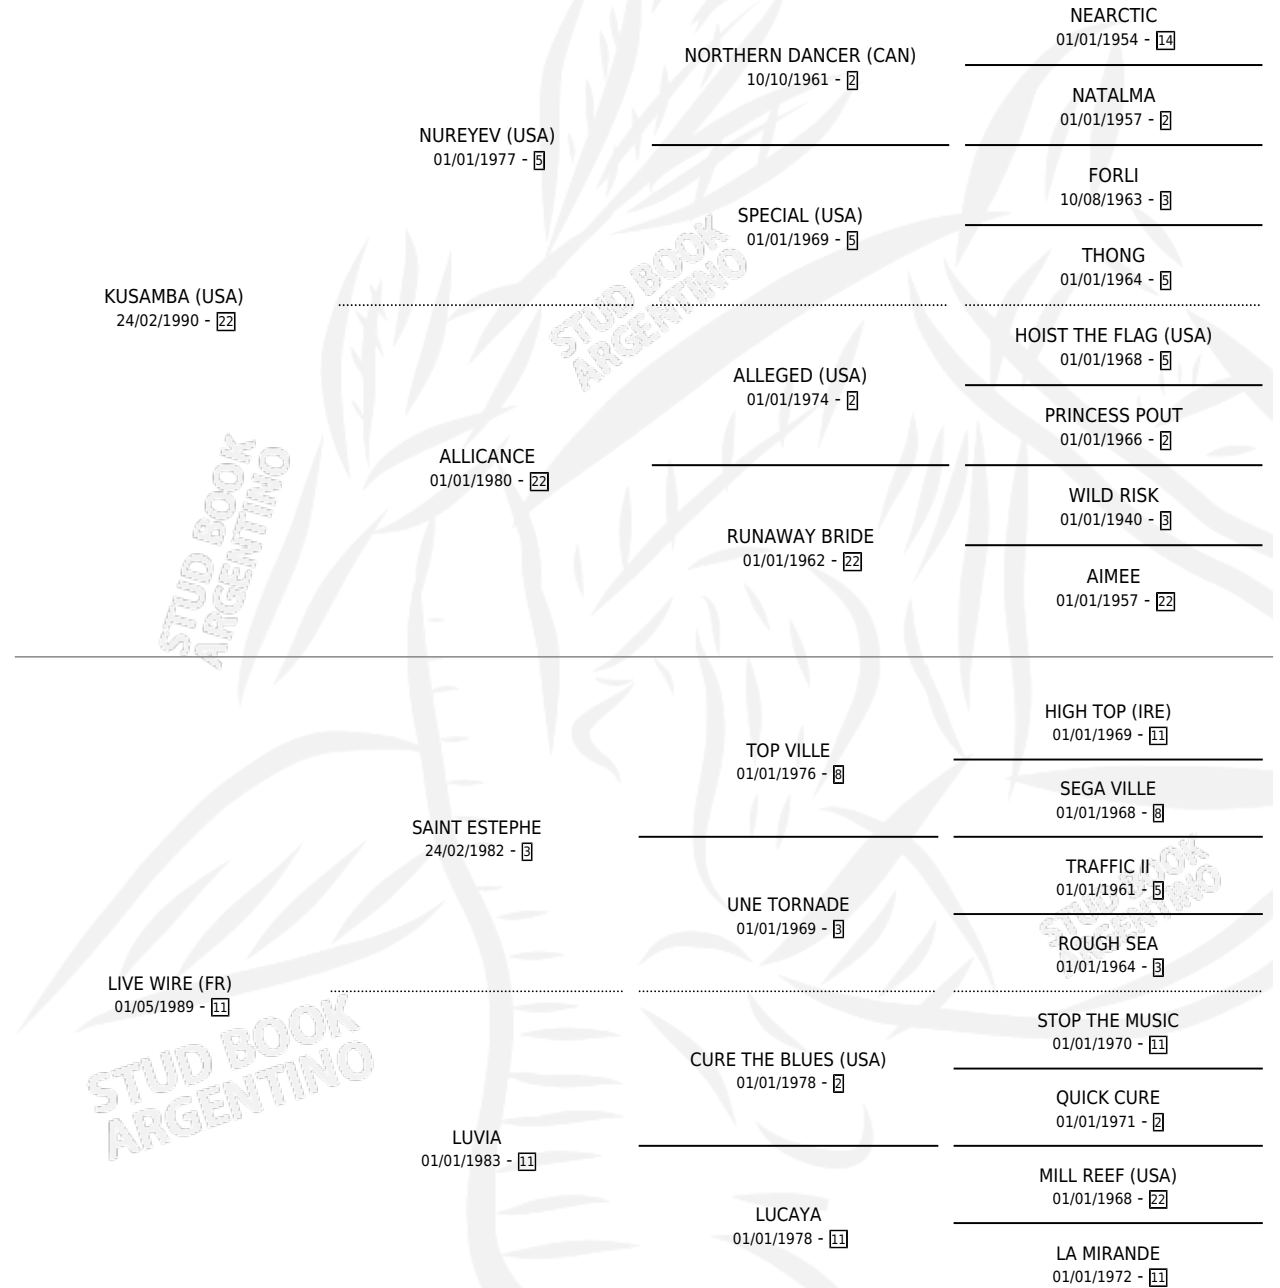 NEARCTIC
01/01/1954 - 14
NORTHERN DANCER (CAN)
10/10/1961 - 2
NATALMA
01/01/1957 - 2
NUREYEV (USA)
01/01/1977 - 5
FORLI
10/08/1963 - 3
SPECIAL (USA)
01/01/1969 - 5
THONG
01/01/1964 - 5
KUSAMBA (USA)
24/02/1990 - 22
HOIST THE FLAG (USA)
01/01/1968 - 5
ALLEGED (USA)
01/01/1974 - 2
PRINCESS POUT
01/01/1966 - 2
ALLICANCE
01/01/1980 - 22
WILD RISK
01/01/1940 - 3
RUNAWAY BRIDE
01/01/1962 - 22
AIMEE
01/01/1957 - 22
STUD BOOK
ARGENTINO
STUD BOOK
ARGENTINO
HIGH TOP (IRE)
01/01/1969 - 11
TOP VILLE
01/01/1976 - 8
SEGA VILLE
01/01/1968 - 8
SAINT ESTEPHE
24/02/1982 - 3
TRAFFIC II
01/01/1961 - 5
UNE TORNADE
01/01/1969 - 3
ROUGH SEA
01/01/1964 - 3
STUD BOOK
ARGENTINO
LIVE WIRE (FR)
01/05/1989 - 11
STOP THE MUSIC
01/01/1970 - 11
CURE THE BLUES (USA)
01/01/1978 - 2
QUICK CURE
01/01/1971 - 2
STUD BOOK
ARGENTINO
LUVIA
01/01/1983 - 11
MILL REEF (USA)
01/01/1968 - 22
LUCAYA
01/01/1978 - 11
LA MIRANDE
01/01/1972 - 11